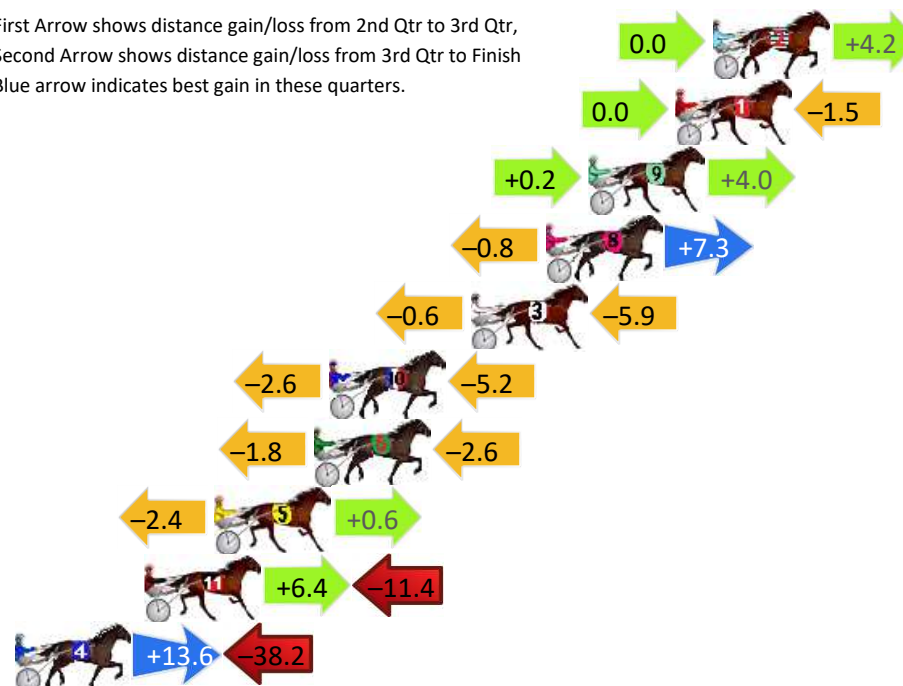 First Arrow shows distance gain/loss from 2nd Qtr to 3rd Qtr,
Second Arrow shows distance gain/loss from 3rd Qtr to Finish
Blue arrow indicates best gain in these quarters.
0.0 2 +4.2
0.0 1 −1.5
+0.2 9 +4.0
−0.8 8 +7.3
−0.6 3 −5.9
−2.6 10 −5.2
−1.8 −2.6
−2.4 5 +0.6
11 +6.4 −11.4
4 +13.6 −38.2